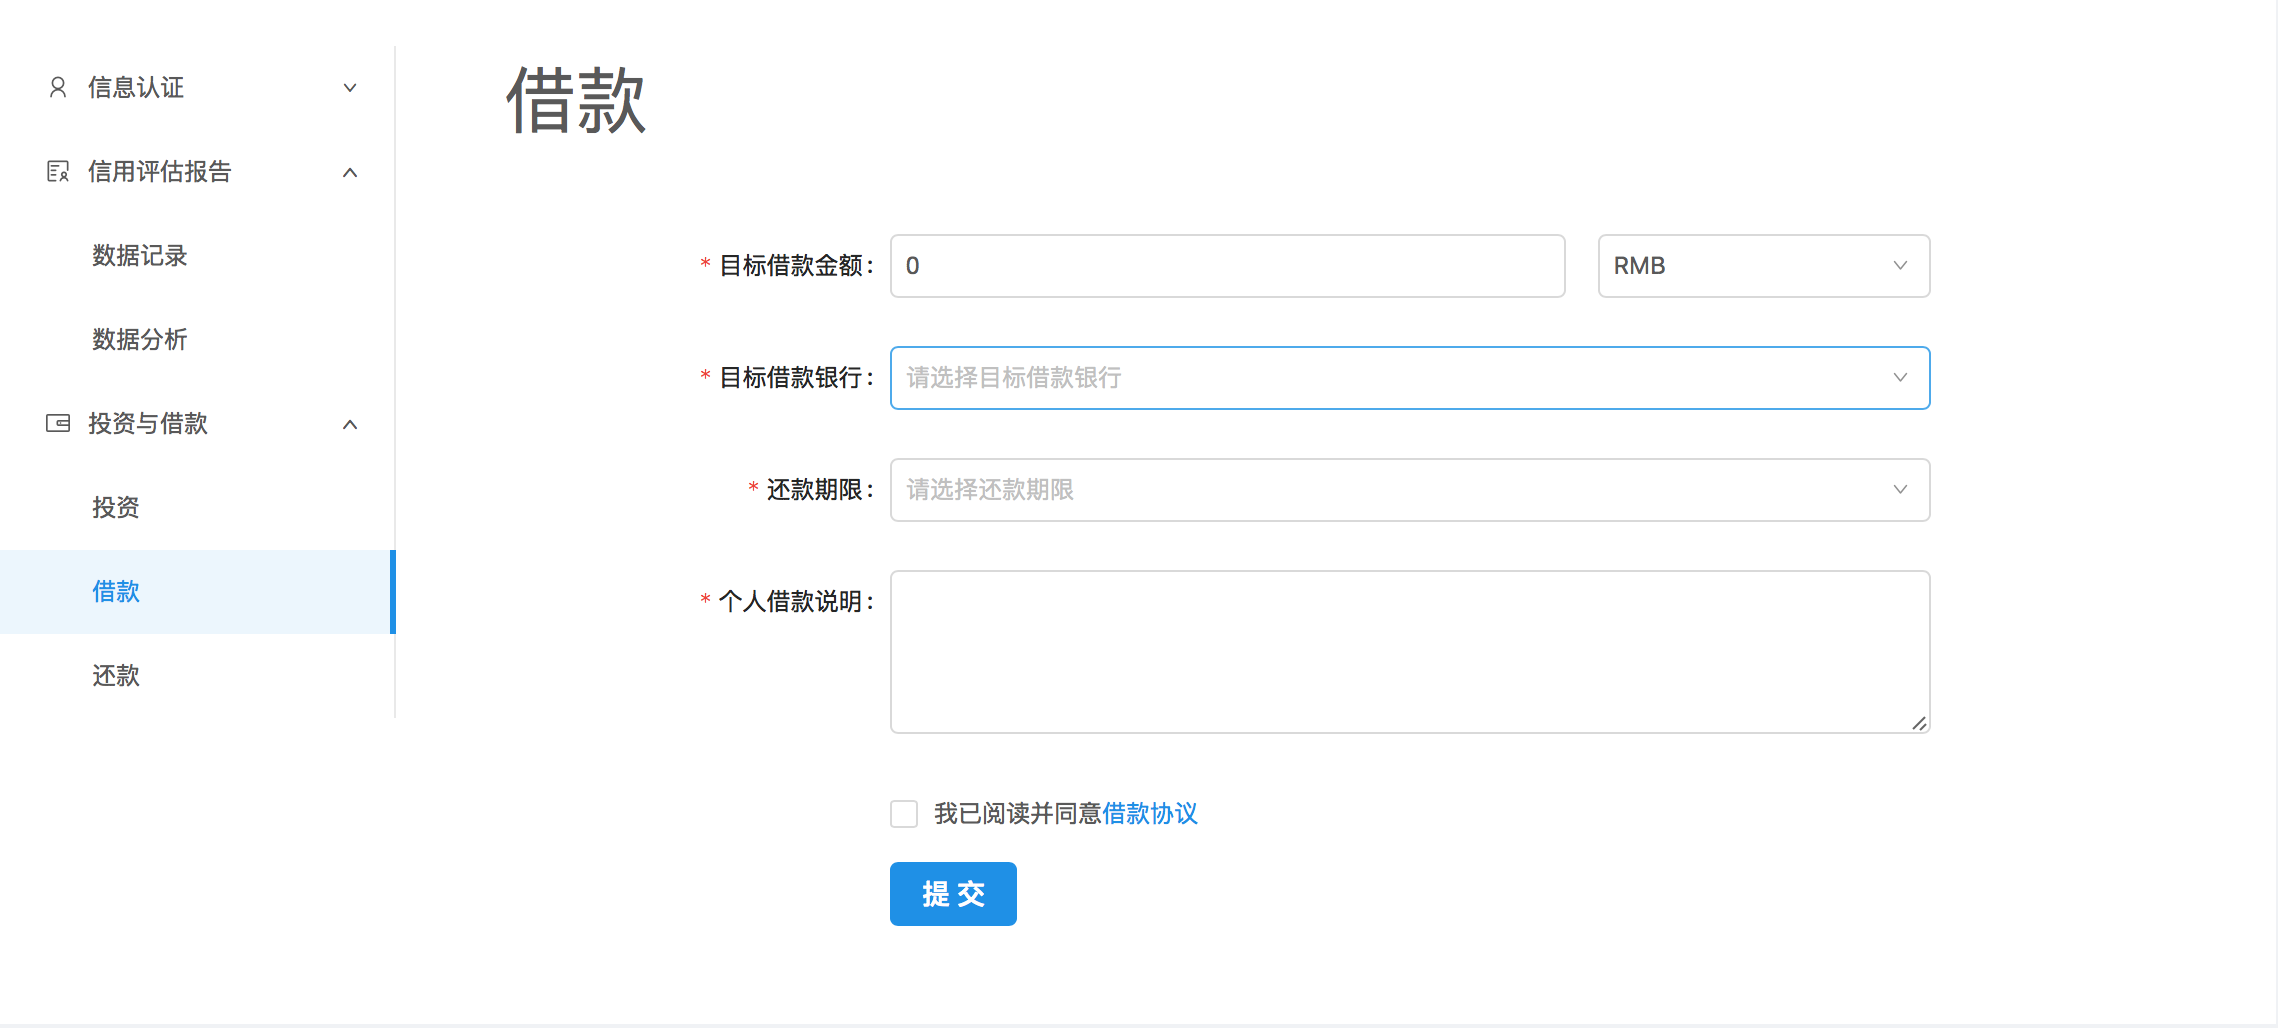 信息认证
信用评估报告
数据记录
数据分析
投资与借款
投资
借款
还款
借款
* 目标借款金额: 0 RMB
* 目标借款银行: 请选择目标借款银行
* 还款期限: 请选择还款期限
* 个人借款说明:
我已阅读并同意借款协议
提 交